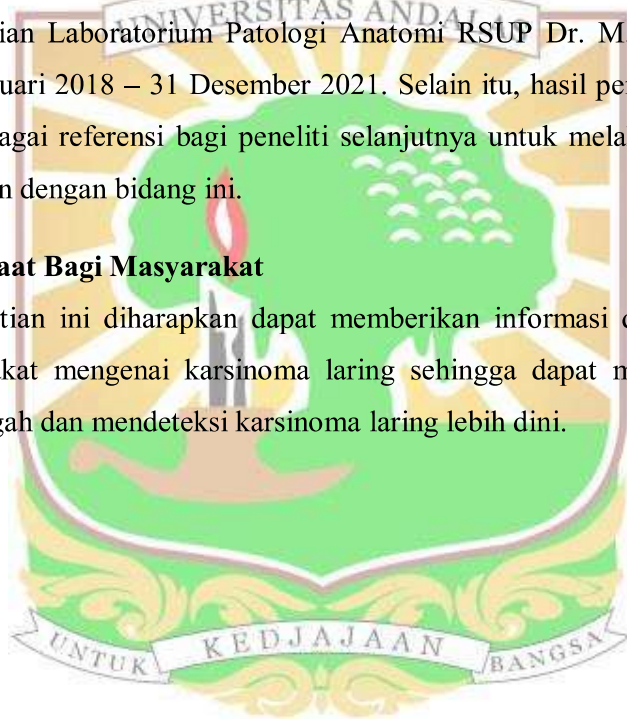 UNIVERSITAS ANDALAS
ian Laboratorium Patologi Anatomi RSUP Dr. M.
uari 2018 – 31 Desember 2021. Selain itu, hasil pe
agai referensi bagi peneliti selanjutnya untuk mela
n dengan bidang ini.
aat Bagi Masyarakat
tian ini diharapkan dapat memberikan informasi
kat mengenai karsinoma laring sehingga dapat m
gah dan mendeteksi karsinoma laring lebih dini.
UNTUK KEDJAJAAN BANGSA